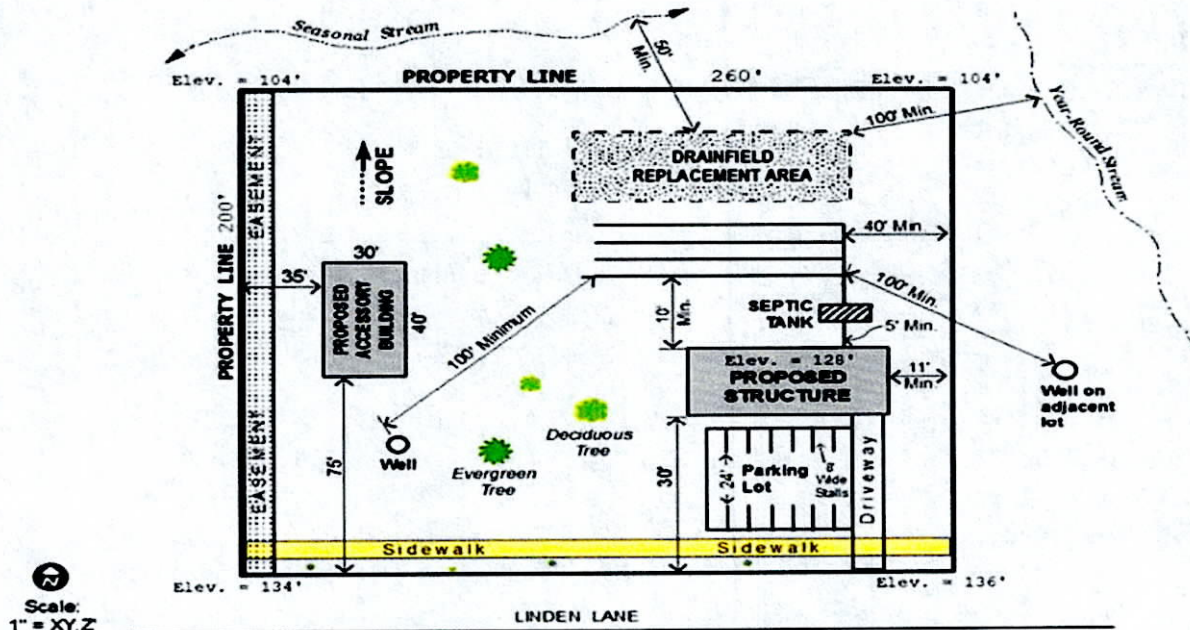 Seasonal Stream
50' Min.
Elev. = 104'
PROPERTY LINE
260'
Elev. = 104'
100' Min.
Year-Round Stream
EASEMENT
SLOPE
DRAINFIELD
REPLACEMENT AREA
PROPERTY LINE 200'
40' Min.
30'
35'
PROPOSED
ACCESSORY
BUILDING
40'
100' Minimum
10'
Min.
SEPTIC
TANK
100' Min.
5' Min.
Elev. = 128'
PROPOSED
STRUCTURE
11'
Min.
Well on
adjacent
lot
75'
Well
Deciduous
Tree
Evergreen
Tree
EASEMENT
30'
24'
Parking
Lot
8'
Wide
Stalls
Driveway
Sidewalk
Sidewalk
Elev. = 134'
Elev. = 136'
N
Scale:
1" = XY.Z'
LINDEN LANE